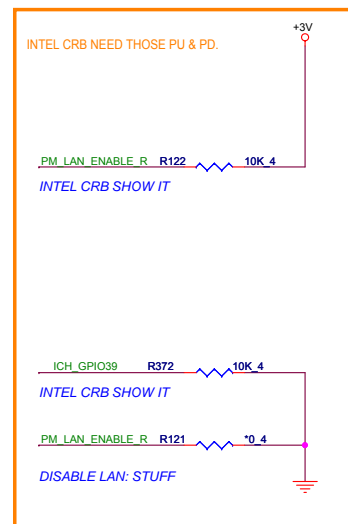 +3V
INTEL CRB NEED THOSE PU & PD.
PM_LAN_ENABLE_R R122 10K_4
INTEL CRB SHOW IT
ICH_GPIO39 R372 10K_4
INTEL CRB SHOW IT
PM_LAN_ENABLE_R R121 *0_4
DISABLE LAN: STUFF